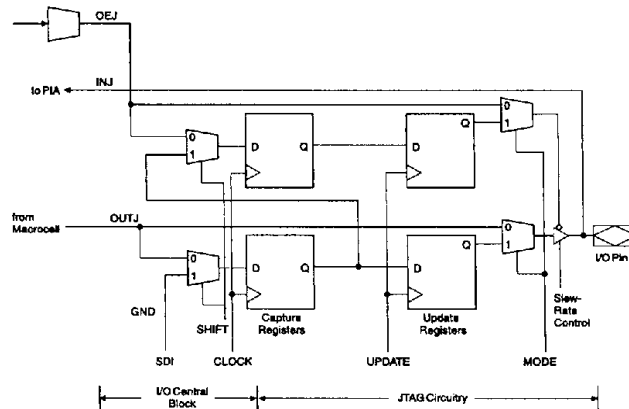 OEJ
to PIA
INJ
0
1
Q
0
1
D
Q
D
from
Macrocell
OUTJ
0
1
Q
0
1
D
Q
D
I/O Pin
GND
SHIFT
Capture
Registers
Update
Registers
Slew-
Rate
Control
SDI
CLOCK
UPDATE
MODE
I/O Central
Block
JTAG Circuitry